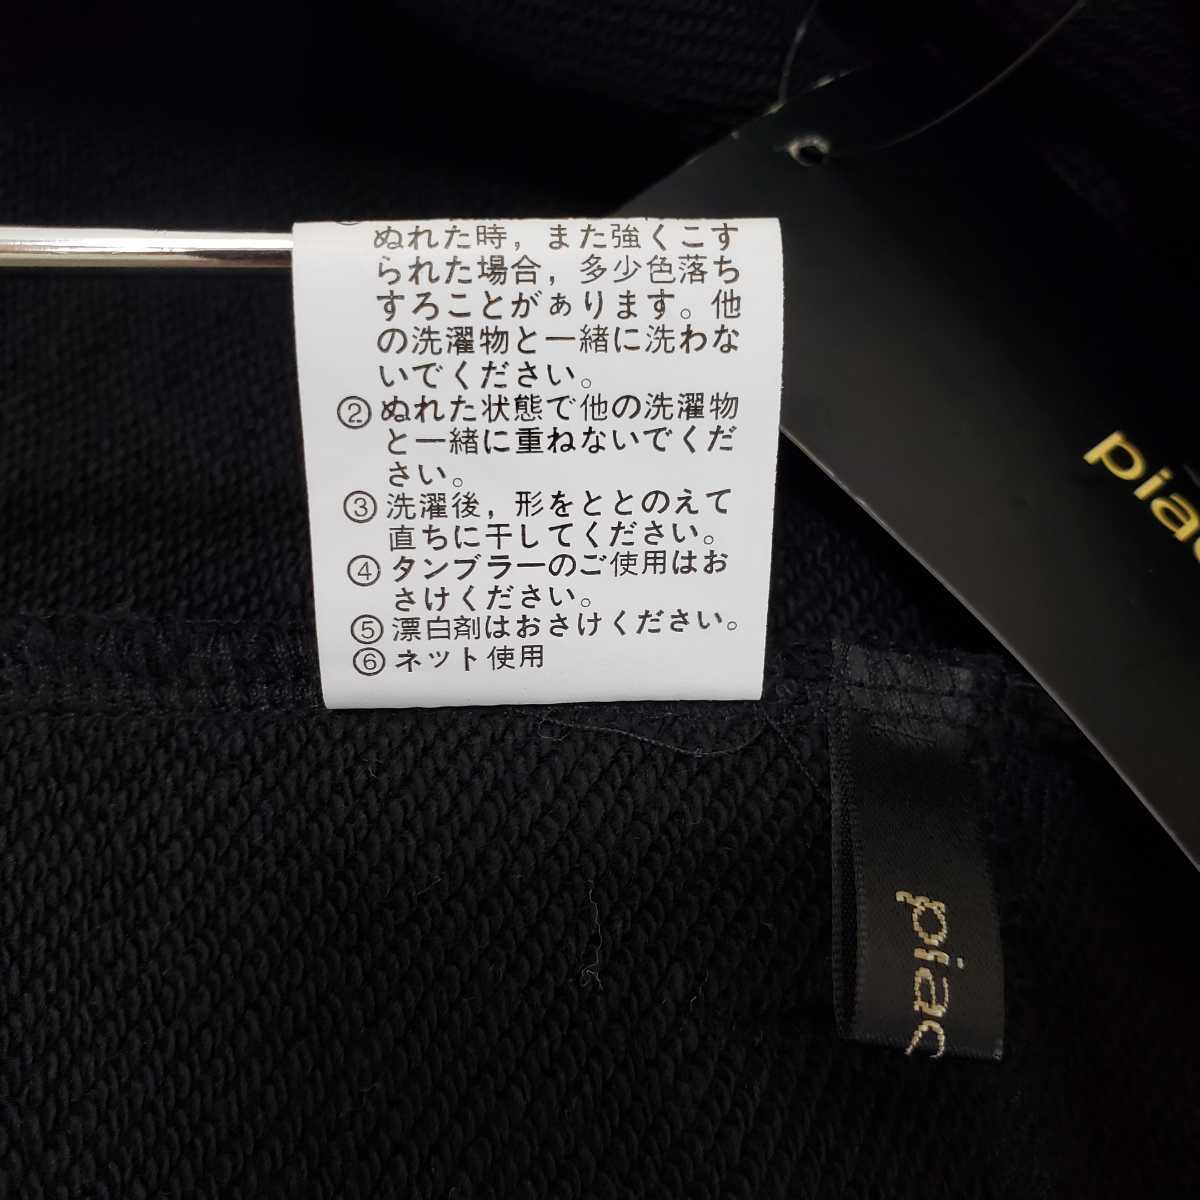 ぬれた時，また強くこす
られた場合，多少色落ち
することがあります。他
の洗濯物と一緒に洗わな
いでください。
②ぬれた状態で他の洗濯物
と一緒に重ねないでくだ
さい。
③洗濯後，形をととのえて
直ちに干してください。
④タンブラーのご使用はお
さけください。
⑤漂白剤はおさけください。
⑥ネット使用